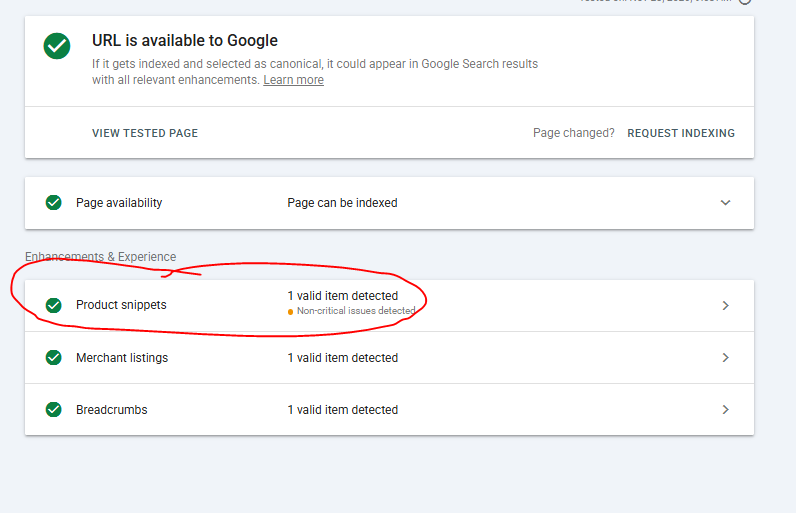 URL is available to Google
If it gets indexed and selected as canonical, it could appear in Google Search results
with all relevant enhancements. Learn more
VIEW TESTED PAGE
Page changed? REQUEST INDEXING
Page availability
Page can be indexed
Enhancements & Experience
Product snippets
1 valid item detected
Non-critical issues detected
Merchant listings
1 valid item detected
Breadcrumbs
1 valid item detected